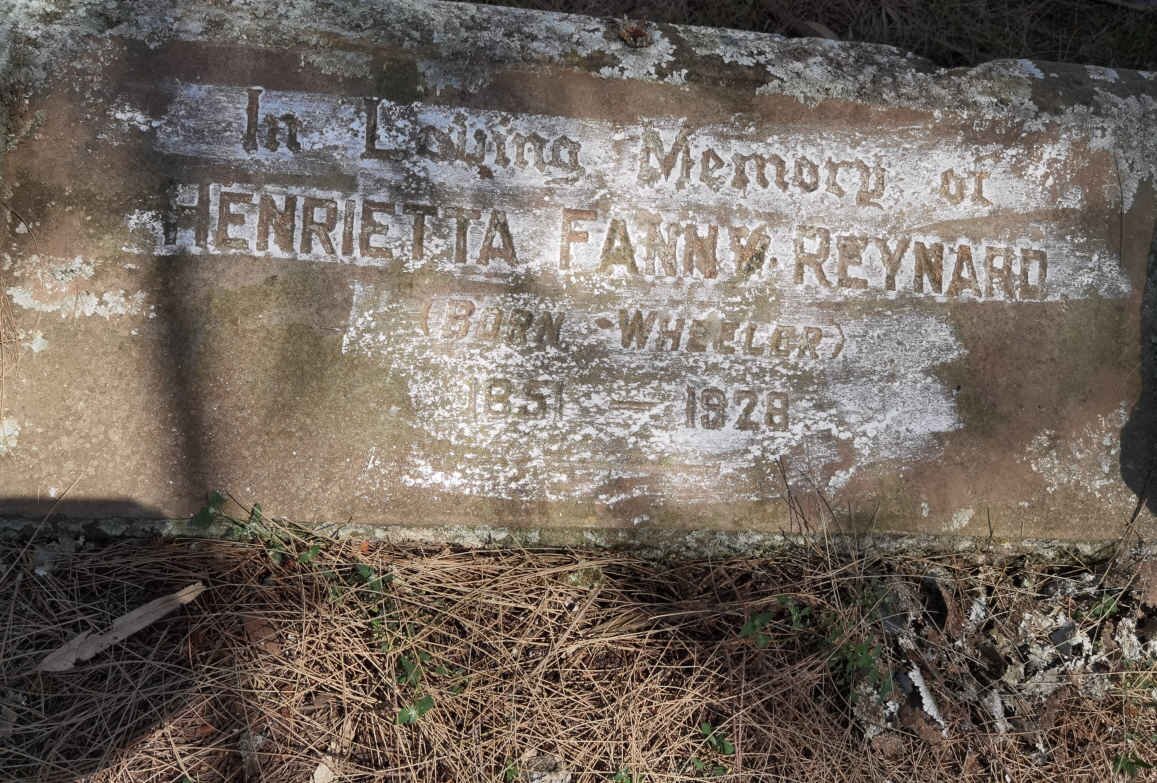 In Loving Memory of
HENRIETTA FANNY REYNARD
(BORN WHEELER)
1851 — 1928